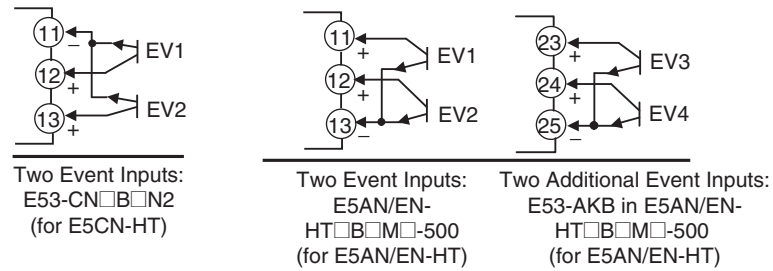 11
−
EV1
12
+
EV2
13
+
Two Event Inputs:
E53-CN□B□N2
(for E5CN-HT)
11
+
EV1
12
+
EV2
13
−
Two Event Inputs:
E5AN/EN-
HT□B□M□-500
(for E5AN/EN-HT)
23
+
EV3
24
+
EV4
25
−
Two Additional Event Inputs:
E53-AKB in E5AN/EN-
HT□B□M□-500
(for E5AN/EN-HT)